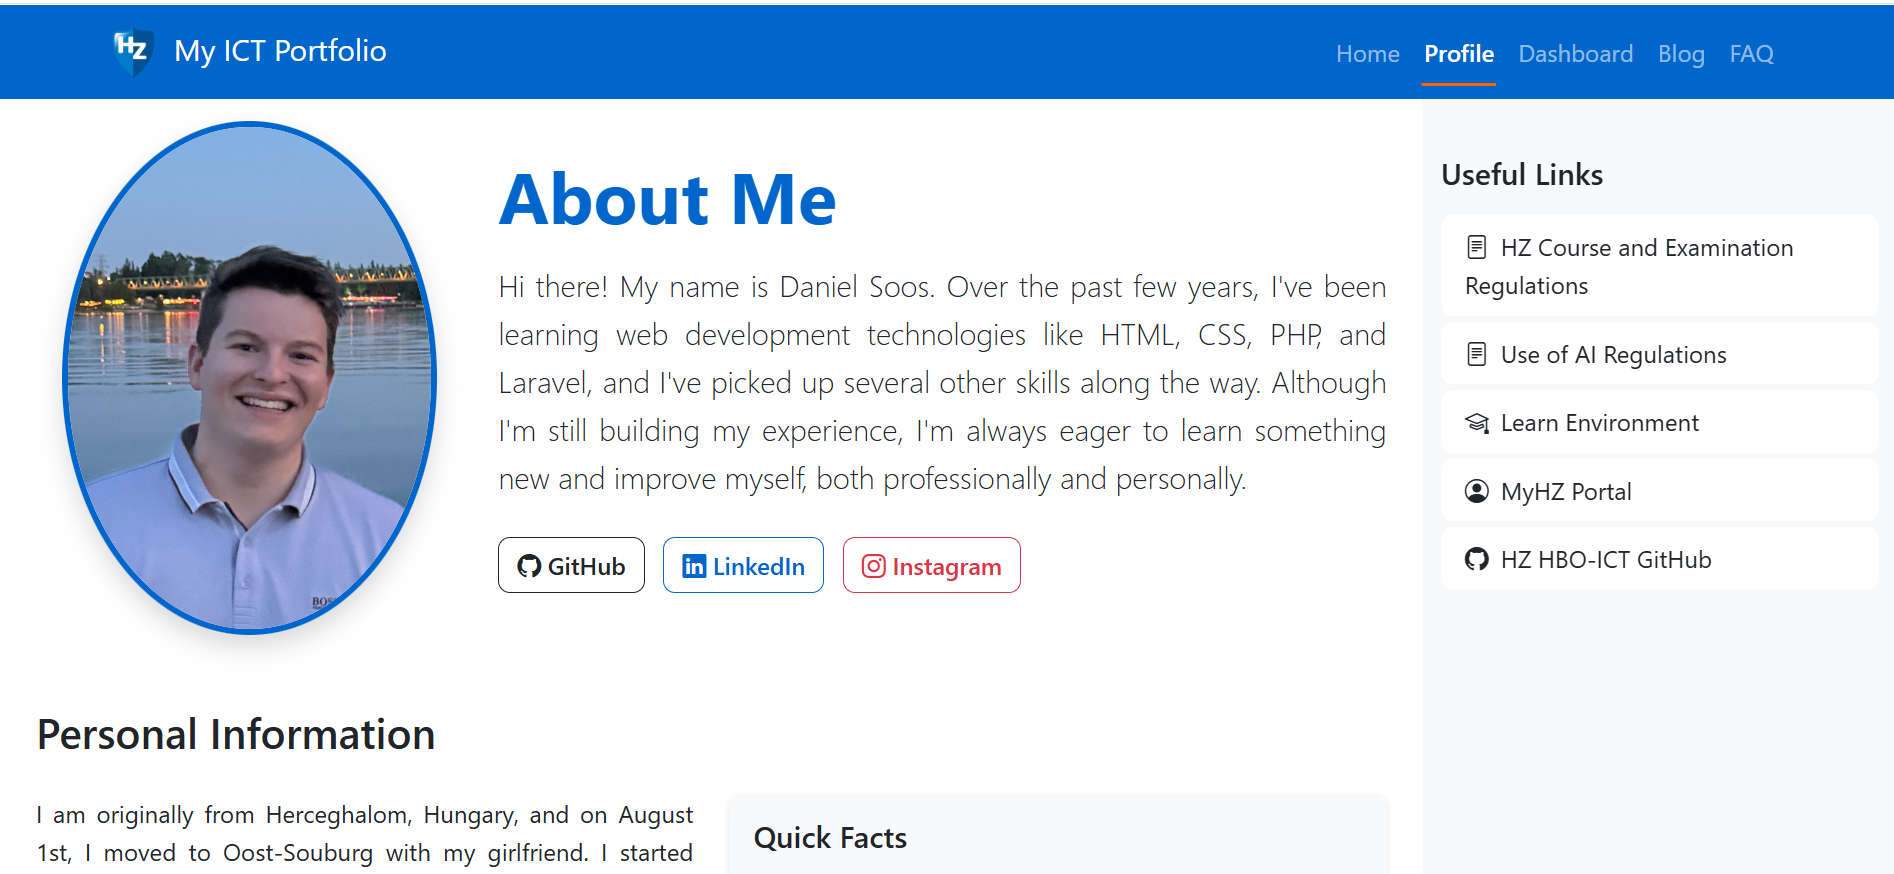 HZ My ICT Portfolio
Home Profile Dashboard Blog FAQ
About Me
Hi there! My name is Daniel Soos. Over the past few years, I've been
learning web development technologies like HTML, CSS, PHP, and
Laravel, and I've picked up several other skills along the way. Although
I'm still building my experience, I'm always eager to learn something
new and improve myself, both professionally and personally.
GitHub LinkedIn Instagram
BOSS
Personal Information
I am originally from Herceghalom, Hungary, and on August
1st, I moved to Oost-Souburg with my girlfriend. I started
Quick Facts
Useful Links
HZ Course and Examination
Regulations
Use of AI Regulations
Learn Environment
MyHZ Portal
HZ HBO-ICT GitHub